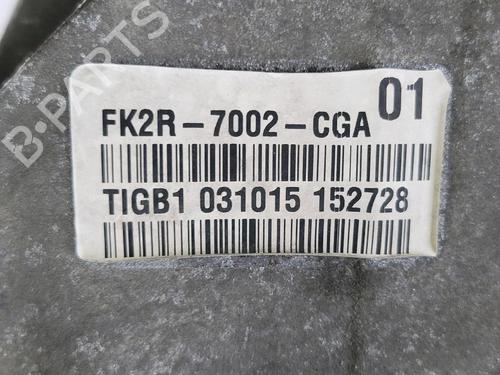 B-PARTS
01
FK2R-7002-CGA
TIGB1 031015 152728